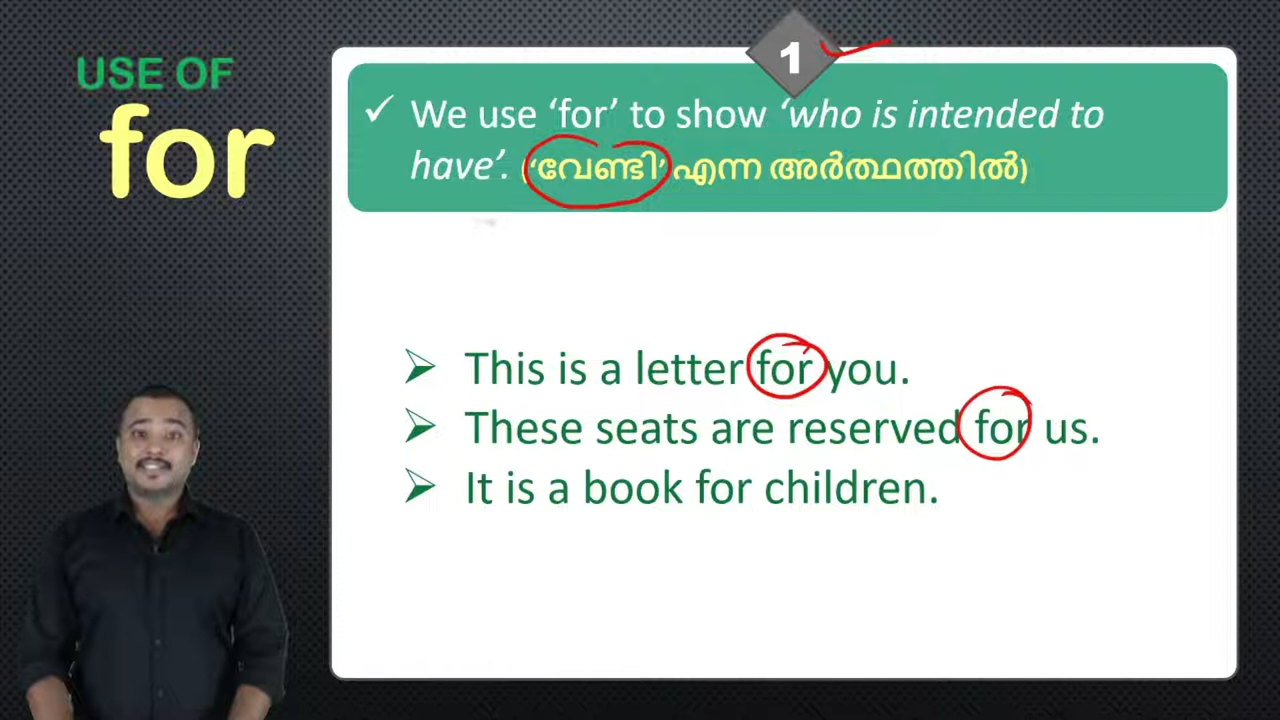 USE OF
for
1
✓ We use ‘for’ to show ‘who is intended to
have’. (‘വേണ്ടി’ എന്ന അർത്ഥത്തിൽ)
➢ This is a letter for you.
➢ These seats are reserved for us.
➢ It is a book for children.